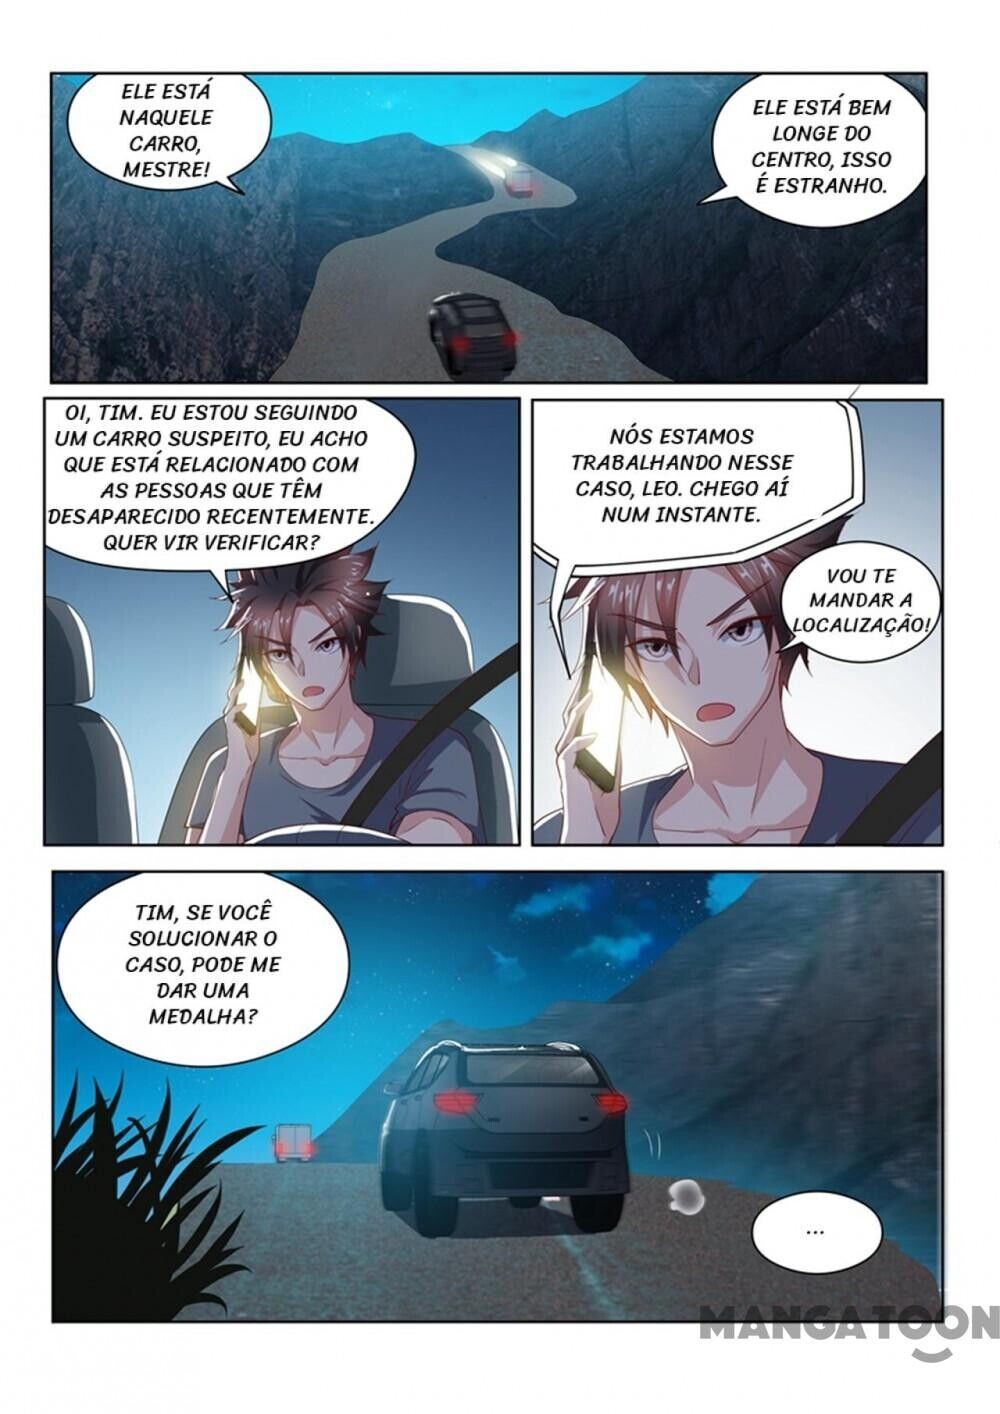 ELE ESTÁ
NAQUELE
CARRO,
MESTRE!
ELE ESTÁ BEM
LONGE DO
CENTRO, ISSO
É ESTRANHO.
OI, TIM. EU ESTOU SEGUINDO
UM CARRO SUSPEITO, EU ACHO
QUE ESTÁ RELACIONADO COM
AS PESSOAS QUE TÊM
DESAPARECIDO RECENTEMENTE.
QUER VIR VERIFICAR?
NÓS ESTAMOS
TRABALHANDO NESSE
CASO, LEO. CHEGO AÍ
NUM INSTANTE.
VOU TE
MANDAR A
LOCALIZAÇÃO!
TIM, SE VOCÊ
SOLUCIONAR O
CASO, PODE ME
DAR UMA
MEDALHA?
...
MANGATOON